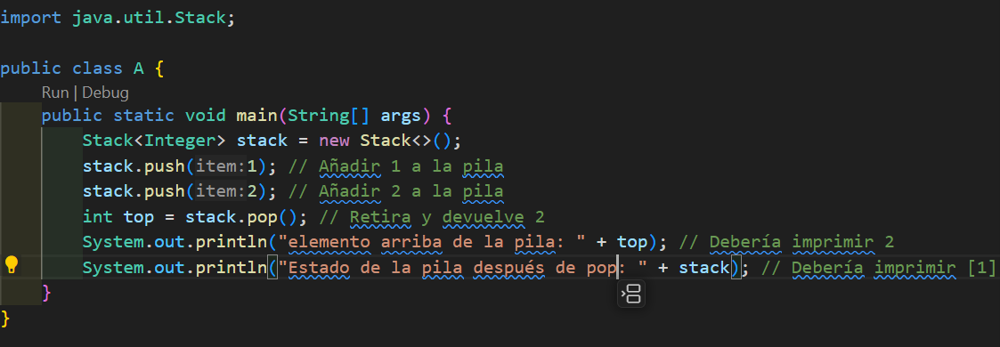 import java.util.Stack;
public class A {
Run | Debug
public static void main(String[] args) {
Stack<Integer> stack = new Stack<>();
stack.push(item:1); // Añadir 1 a la pila
stack.push(item:2); // Añadir 2 a la pila
int top = stack.pop(); // Retira y devuelve 2
System.out.println("elemento arriba de la pila: " + top); // Debería imprimir 2
System.out.println("Estado de la pila después de pop: " + stack); // Debería imprimir [1]
}
}